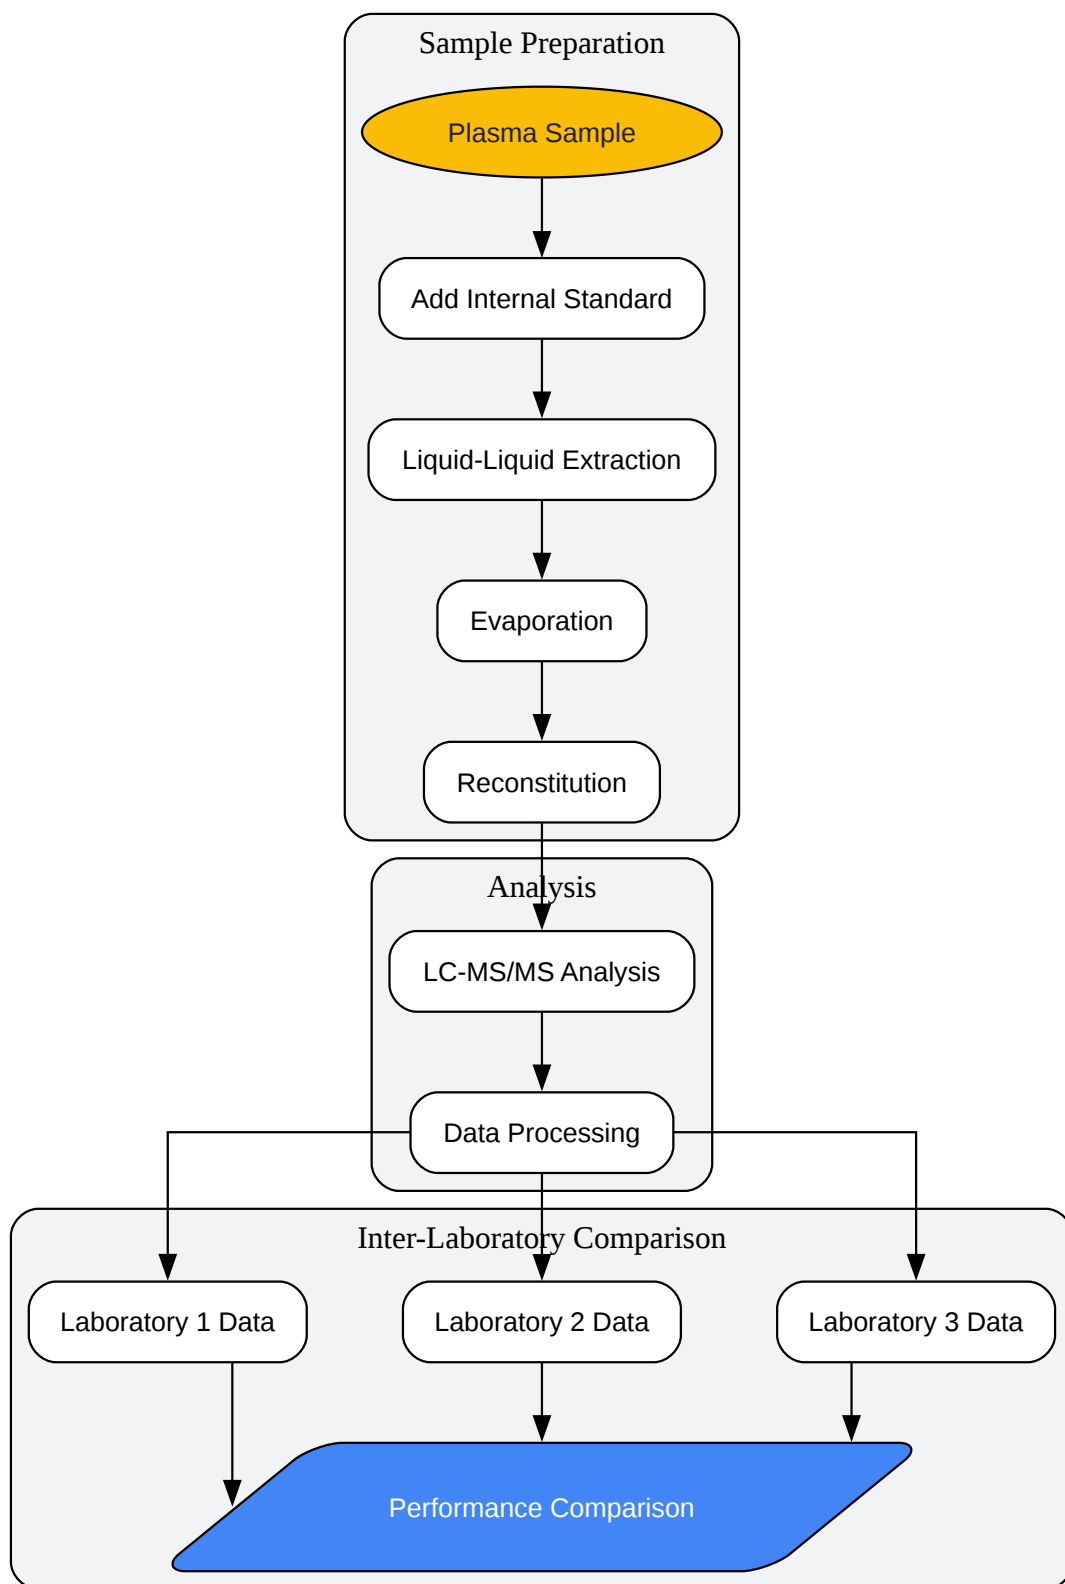 Sample Preparation
Plasma Sample
Add Internal Standard
Liquid-Liquid Extraction
Evaporation
Reconstitution
Analysis
LC-MS/MS Analysis
Data Processing
Inter-Laboratory Comparison
Laboratory 1 Data
Laboratory 2 Data
Laboratory 3 Data
Performance Comparison